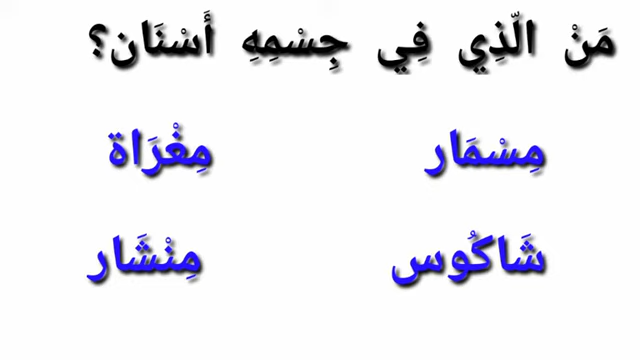 مَنْ الّذِي فِي جِسْمِهِ أَسْنَان؟
مِسْمَار مِغْرَاة
شَاكُوس مِنْشَار